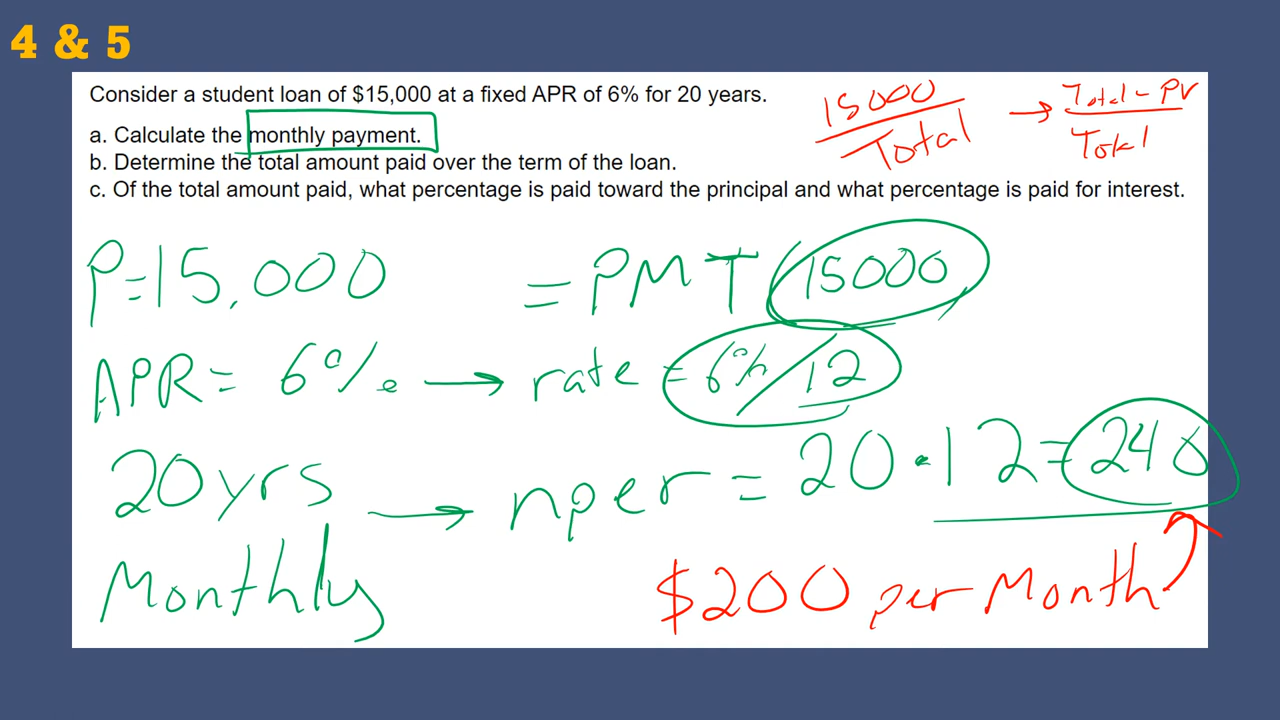 4 & 5
Consider a student loan of $15,000 at a fixed APR of 6% for 20 years.
a. Calculate the monthly payment.
b. Determine the total amount paid over the term of the loan.
c. Of the total amount paid, what percentage is paid toward the principal and what percentage is paid for interest.
15000 / Total → Total - PV / Total
P=15,000 = PMT(15000
APR = 6% → rate = 6%/12
20 yrs → nper = 20·12=240
Monthly $200 per Month